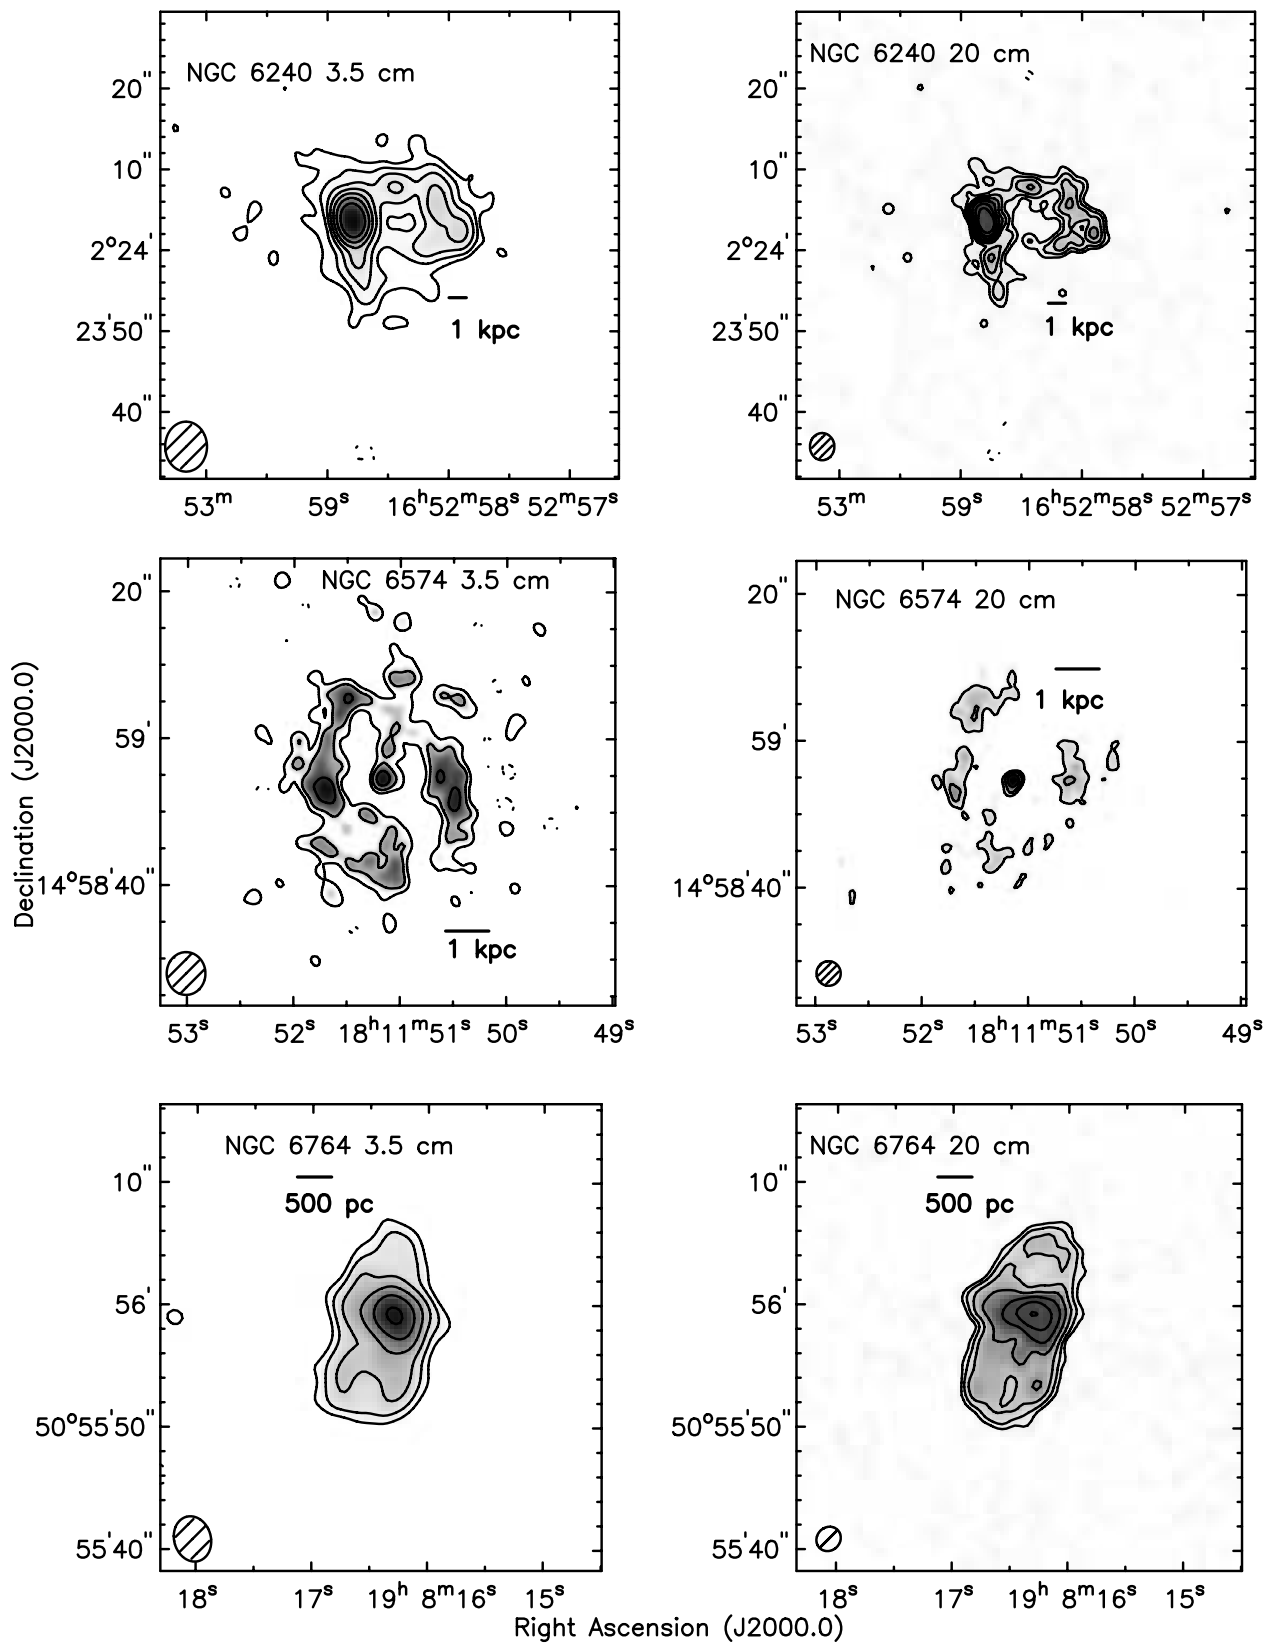 NGC 6240 3.5 cm
20"
10"
2°24'
23'50"
40"
1 kpc
53ᵐ 59ˢ 16ʰ52ᵐ58ˢ 52ᵐ57ˢ
NGC 6240 20 cm
20"
10"
2°24'
23'50"
40"
1 kpc
53ᵐ 59ˢ 16ʰ52ᵐ58ˢ 52ᵐ57ˢ
Declination (J2000.0)
NGC 6574 3.5 cm
20"
59'
14°58'40"
1 kpc
53ˢ 52ˢ 18ʰ11ᵐ51ˢ 50ˢ 49ˢ
NGC 6574 20 cm
20"
59'
14°58'40"
1 kpc
53ˢ 52ˢ 18ʰ11ᵐ51ˢ 50ˢ 49ˢ
NGC 6764 3.5 cm
500 pc
10"
56'
50°55'50"
55'40"
18ˢ 17ˢ 19ʰ 8ᵐ16ˢ 15ˢ
NGC 6764 20 cm
500 pc
10"
56'
50°55'50"
55'40"
18ˢ 17ˢ 19ʰ 8ᵐ16ˢ 15ˢ
Right Ascension (J2000.0)